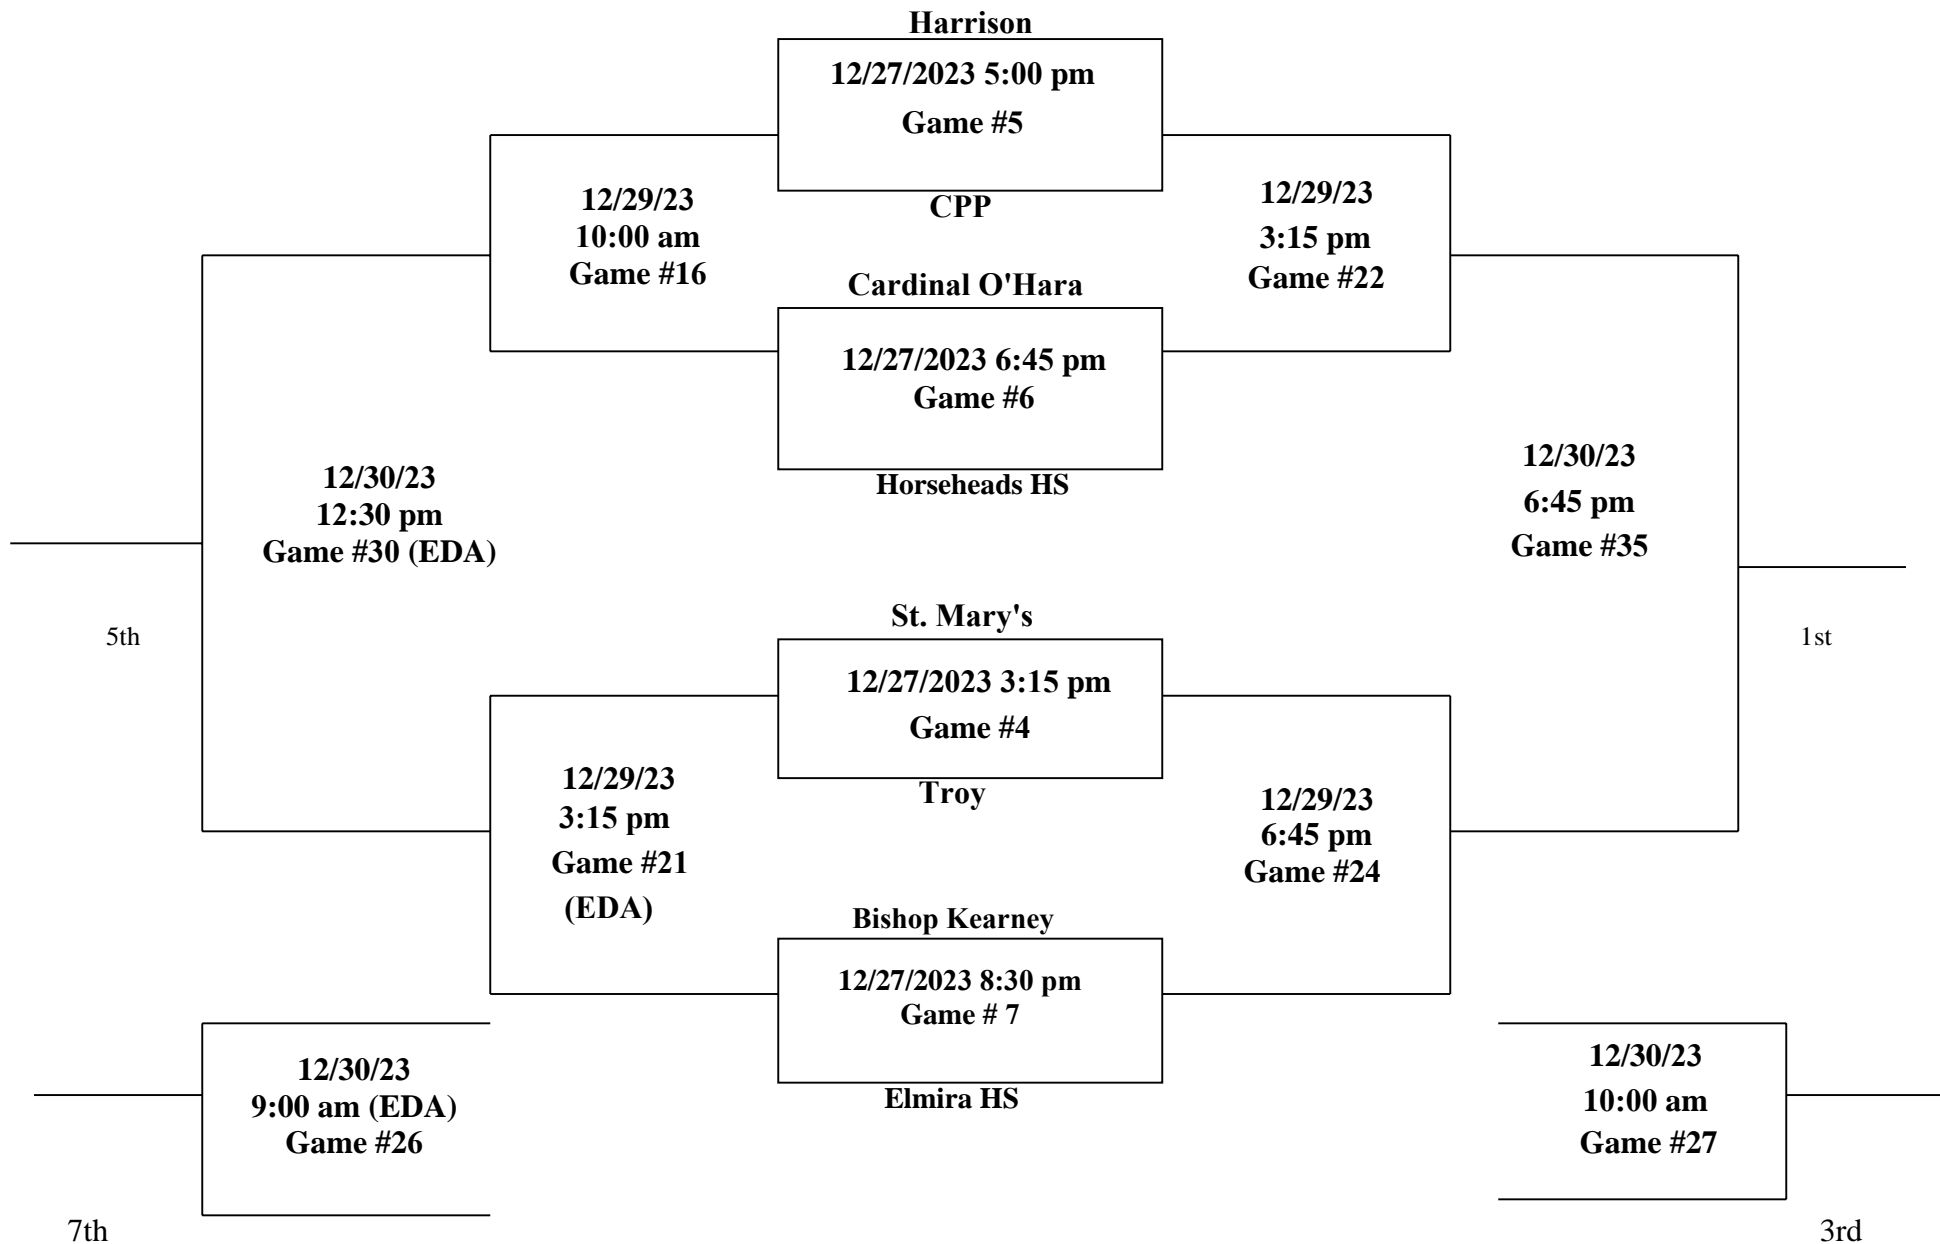 Harrison
12/27/2023 5:00 pm
Game #5
CPP
12/29/23
10:00 am
Game #16
12/29/23
3:15 pm
Game #22
Cardinal O'Hara
12/27/2023 6:45 pm
Game #6
Horseheads HS
12/30/23
12:30 pm
Game #30 (EDA)
5th
12/30/23
6:45 pm
Game #35
1st
St. Mary's
12/27/2023 3:15 pm
Game #4
Troy
12/29/23
3:15 pm
Game #21
(EDA)
12/29/23
6:45 pm
Game #24
Bishop Kearney
12/27/2023 8:30 pm
Game # 7
Elmira HS
12/30/23
9:00 am (EDA)
Game #26
7th
12/30/23
10:00 am
Game #27
3rd